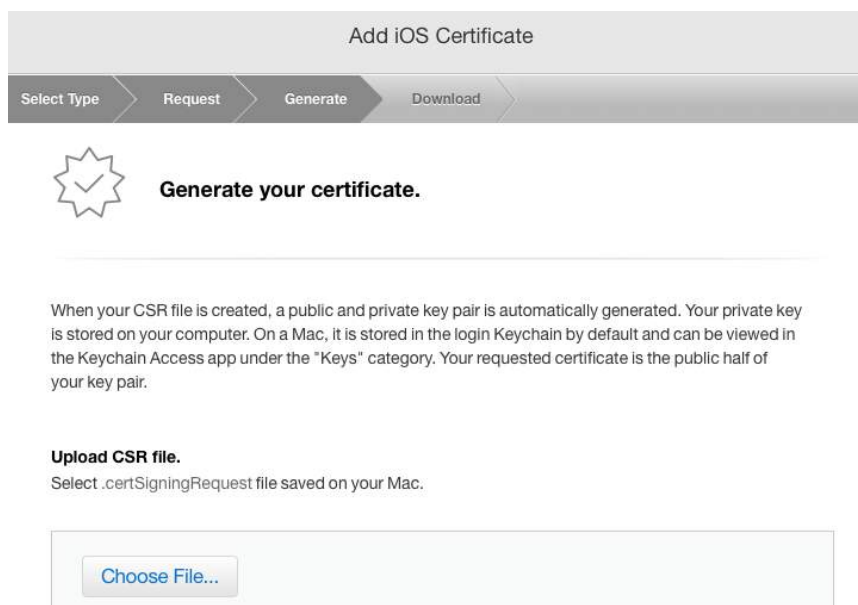 Add iOS Certificate
Select Type
Request
Generate
Download
Generate your certificate.
When your CSR file is created, a public and private key pair is automatically generated. Your private key
is stored on your computer. On a Mac, it is stored in the login Keychain by default and can be viewed in
the Keychain Access app under the "Keys" category. Your requested certificate is the public half of
your key pair.
Upload CSR file.
Select .certSigningRequest file saved on your Mac.
Choose File...